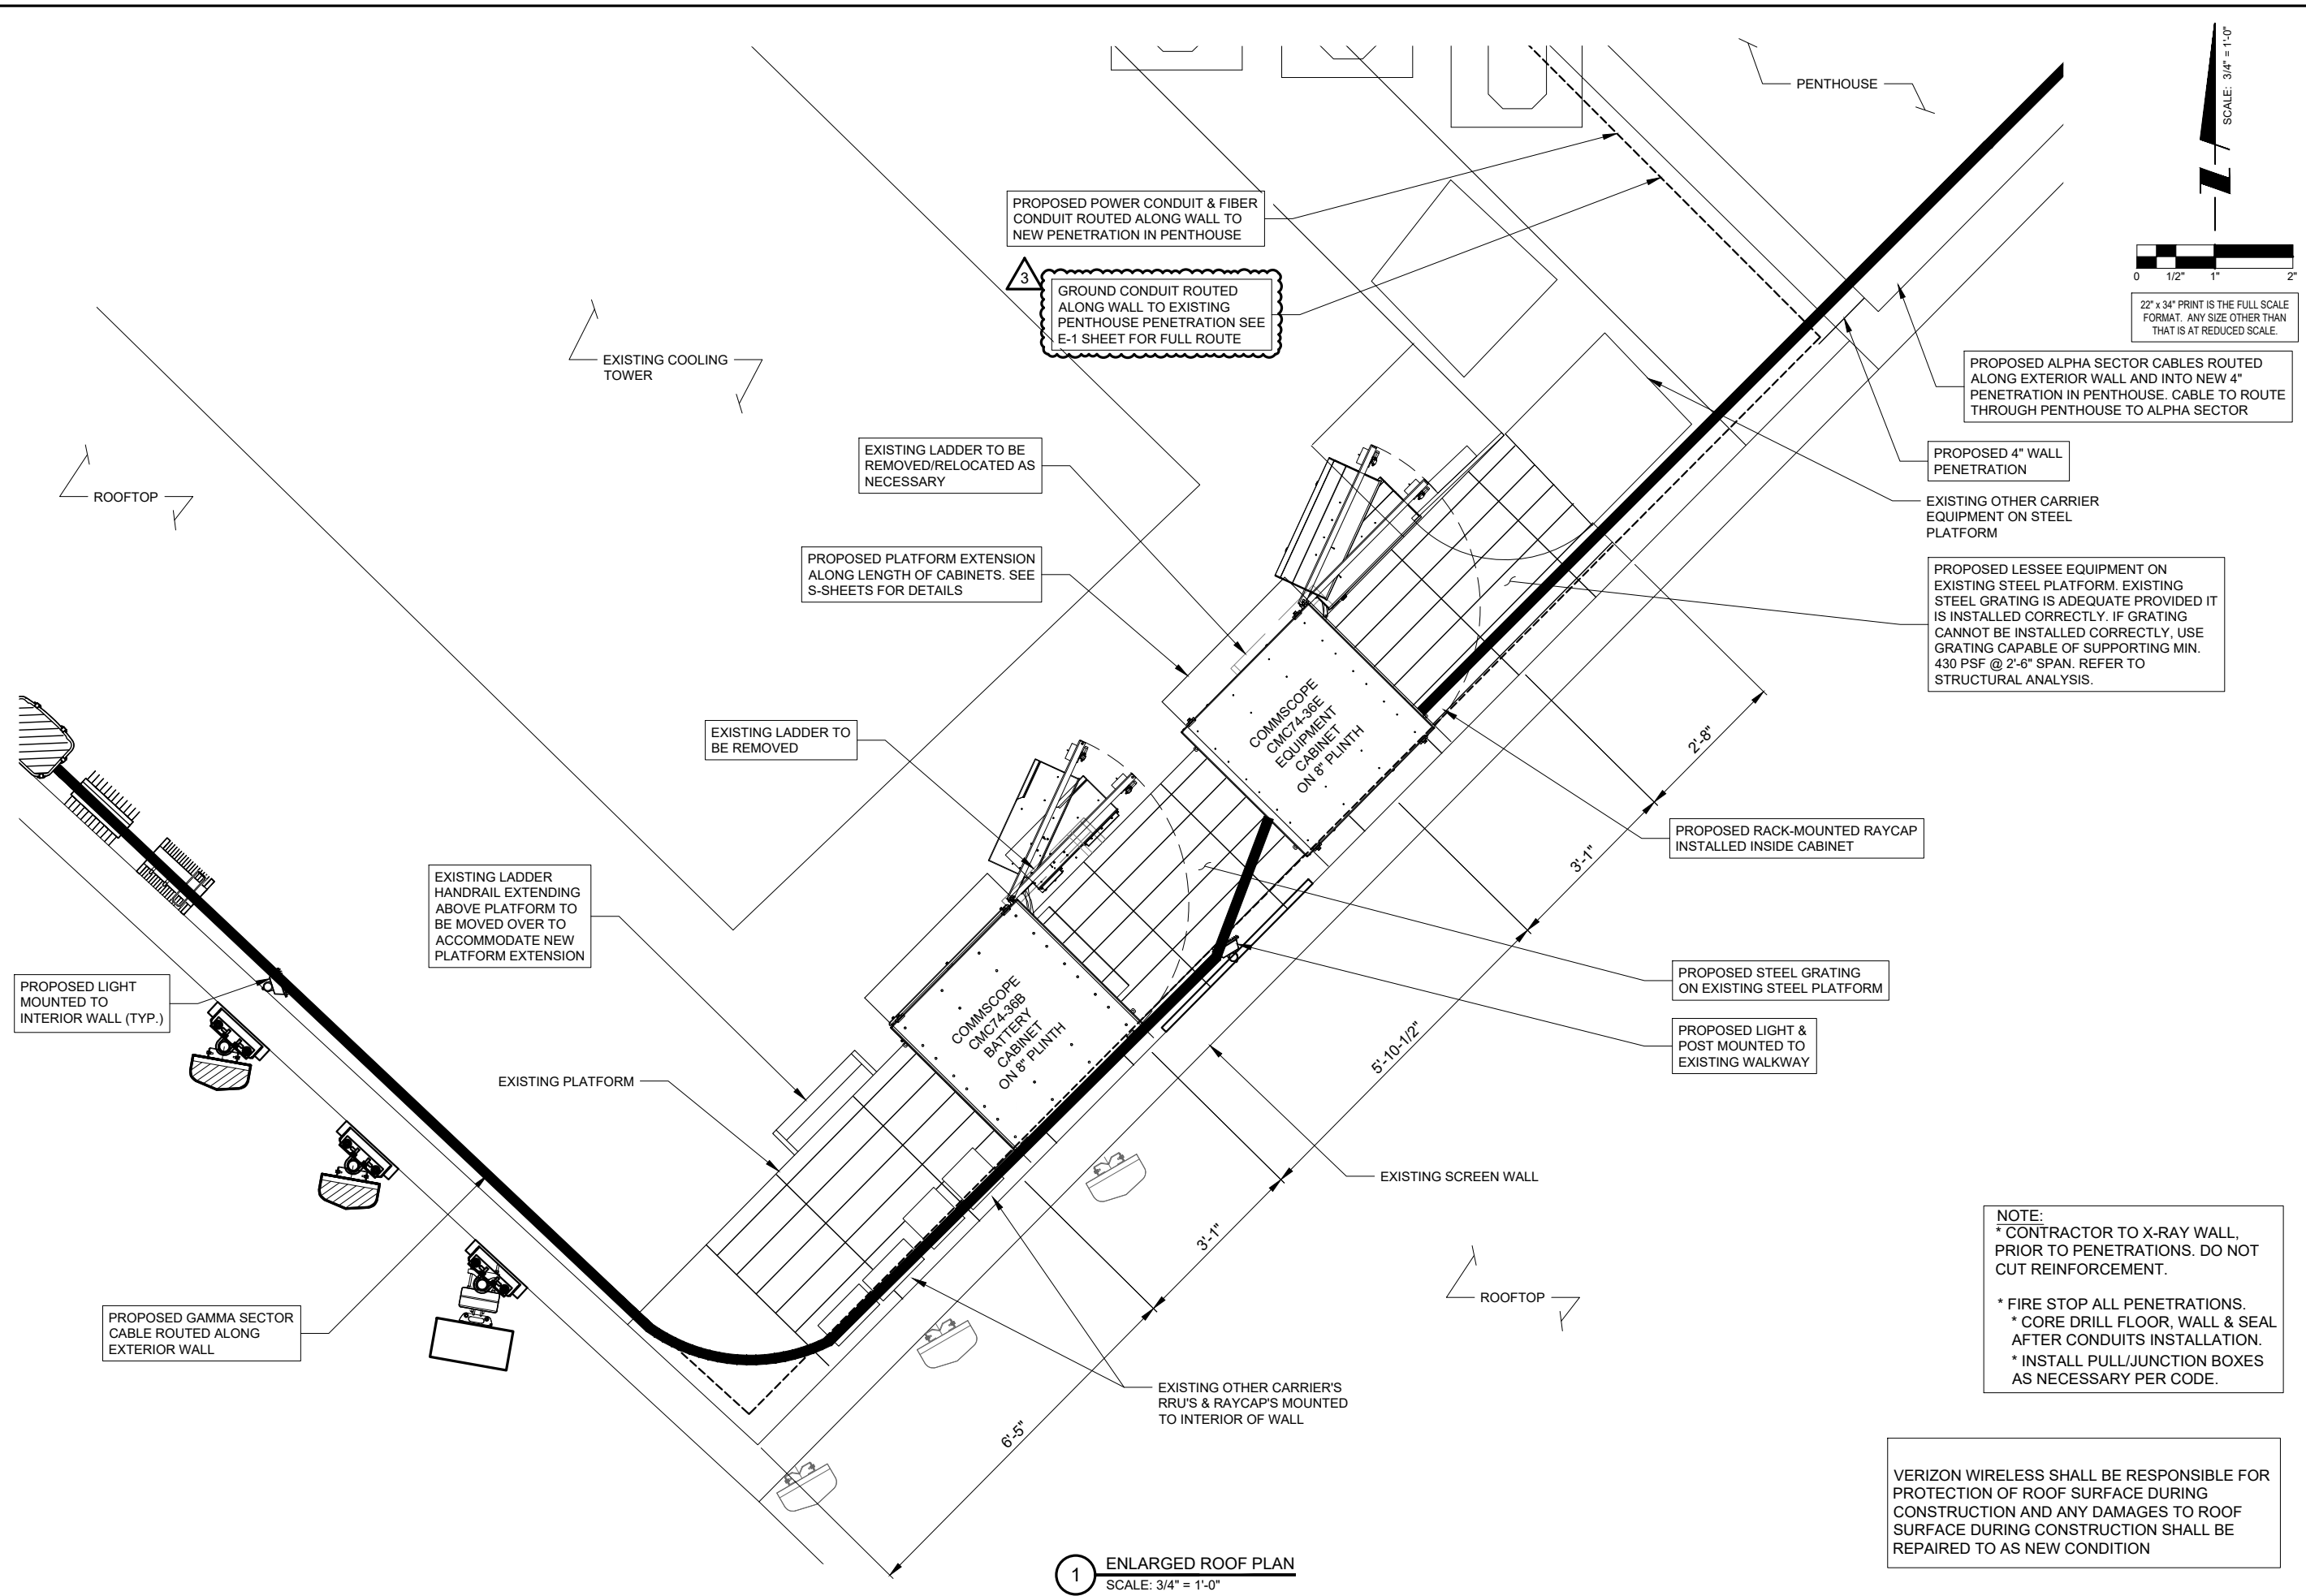 PENTHOUSE
SCALE: 3/4" = 1'-0"
0 1/2" 1" 2"
22" x 34" PRINT IS THE FULL SCALE
FORMAT. ANY SIZE OTHER THAN
THAT IS AT REDUCED SCALE.
PROPOSED POWER CONDUIT & FIBER
CONDUIT ROUTED ALONG WALL TO
NEW PENETRATION IN PENTHOUSE
3
GROUND CONDUIT ROUTED
ALONG WALL TO EXISTING
PENTHOUSE PENETRATION SEE
E-1 SHEET FOR FULL ROUTE
EXISTING COOLING
TOWER
PROPOSED ALPHA SECTOR CABLES ROUTED
ALONG EXTERIOR WALL AND INTO NEW 4"
PENETRATION IN PENTHOUSE. CABLE TO ROUTE
THROUGH PENTHOUSE TO ALPHA SECTOR
EXISTING LADDER TO BE
REMOVED/RELOCATED AS
NECESSARY
PROPOSED 4" WALL
PENETRATION
ROOFTOP
EXISTING OTHER CARRIER
EQUIPMENT ON STEEL
PLATFORM
PROPOSED PLATFORM EXTENSION
ALONG LENGTH OF CABINETS. SEE
S-SHEETS FOR DETAILS
PROPOSED LESSEE EQUIPMENT ON
EXISTING STEEL PLATFORM. EXISTING
STEEL GRATING IS ADEQUATE PROVIDED IT
IS INSTALLED CORRECTLY. IF GRATING
CANNOT BE INSTALLED CORRECTLY, USE
GRATING CAPABLE OF SUPPORTING MIN.
430 PSF @ 2'-6" SPAN. REFER TO
STRUCTURAL ANALYSIS.
EXISTING LADDER TO
BE REMOVED
COMMSCOPE
CMC74-36E
EQUIPMENT
CABINET
ON 8" PLINTH
2'-8"
PROPOSED RACK-MOUNTED RAYCAP
INSTALLED INSIDE CABINET
3'-1"
EXISTING LADDER
HANDRAIL EXTENDING
ABOVE PLATFORM TO
BE MOVED OVER TO
ACCOMMODATE NEW
PLATFORM EXTENSION
PROPOSED LIGHT
MOUNTED TO
INTERIOR WALL (TYP.)
PROPOSED STEEL GRATING
ON EXISTING STEEL PLATFORM
COMMSCOPE
CMC74-36B
BATTERY
CABINET
ON 8" PLINTH
PROPOSED LIGHT &
POST MOUNTED TO
EXISTING WALKWAY
5'-10-1/2"
EXISTING PLATFORM
EXISTING SCREEN WALL
3'-1"
ROOFTOP
PROPOSED GAMMA SECTOR
CABLE ROUTED ALONG
EXTERIOR WALL
EXISTING OTHER CARRIER'S
RRU'S & RAYCAP'S MOUNTED
TO INTERIOR OF WALL
6'-5"
NOTE:
* CONTRACTOR TO X-RAY WALL,
PRIOR TO PENETRATIONS. DO NOT
CUT REINFORCEMENT.
* FIRE STOP ALL PENETRATIONS.
* CORE DRILL FLOOR, WALL & SEAL
AFTER CONDUITS INSTALLATION.
* INSTALL PULL/JUNCTION BOXES
AS NECESSARY PER CODE.
VERIZON WIRELESS SHALL BE RESPONSIBLE FOR
PROTECTION OF ROOF SURFACE DURING
CONSTRUCTION AND ANY DAMAGES TO ROOF
SURFACE DURING CONSTRUCTION SHALL BE
REPAIRED TO AS NEW CONDITION
1 ENLARGED ROOF PLAN
SCALE: 3/4" = 1'-0"